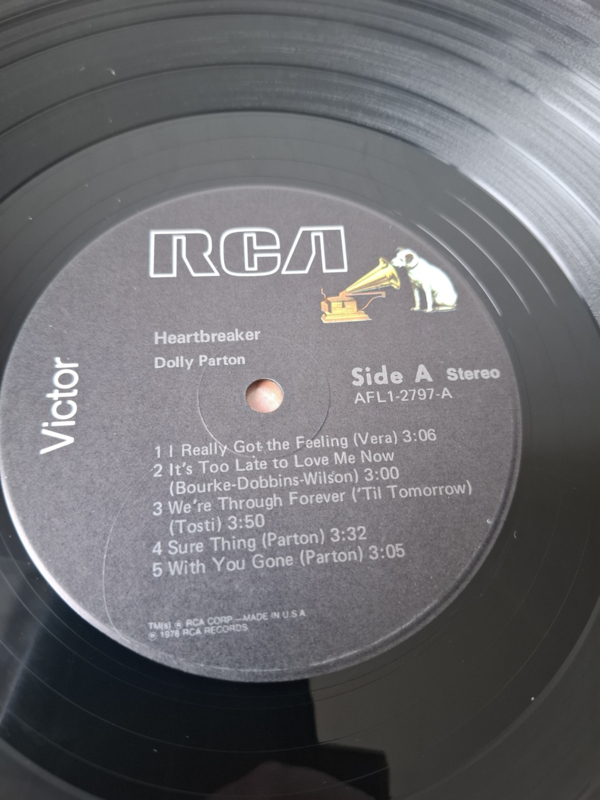 RCA
Victor
Heartbreaker
Dolly Parton
Side A Stereo
AFL1-2797-A
1 I Really Got the Feeling (Vera) 3:06
2 It's Too Late to Love Me Now
(Bourke-Dobbins-Wilson) 3:00
3 We're Through Forever ('Til Tomorrow)
(Tosti) 3:50
4 Sure Thing (Parton) 3:32
5 With You Gone (Parton) 3:05
TM(s) ® RCA CORP.—MADE IN U.S.A.
℗ 1978 RCA RECORDS